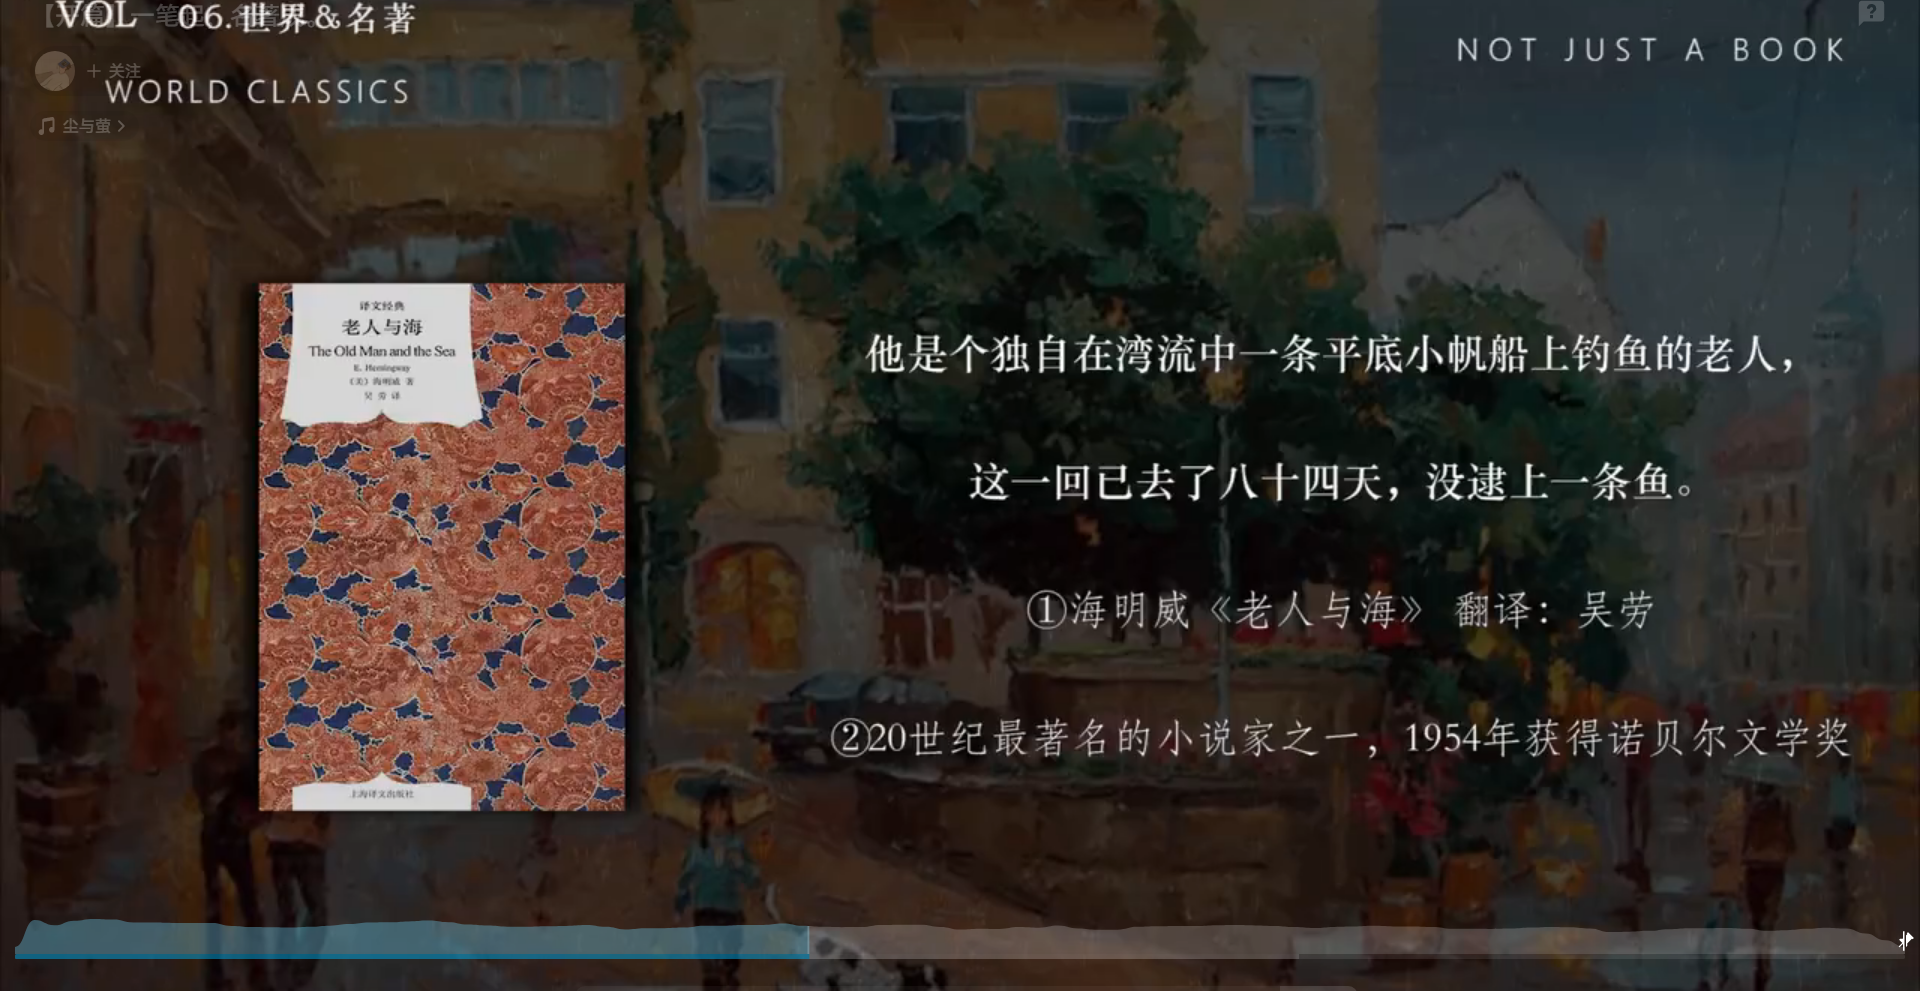 VOL 06.世界&名著
+ 关注
WORLD CLASSICS
尘与萤
NOT JUST A BOOK
译文经典
老人与海
The Old Man and the Sea
E. Hemingway
〔美〕海明威 著
吴劳 译
上海译文出版社
他是个独自在湾流中一条平底小帆船上钓鱼的老人，
这一回已去了八十四天，没逮上一条鱼。
①海明威《老人与海》 翻译：吴劳
②20世纪最著名的小说家之一，1954年获得诺贝尔文学奖